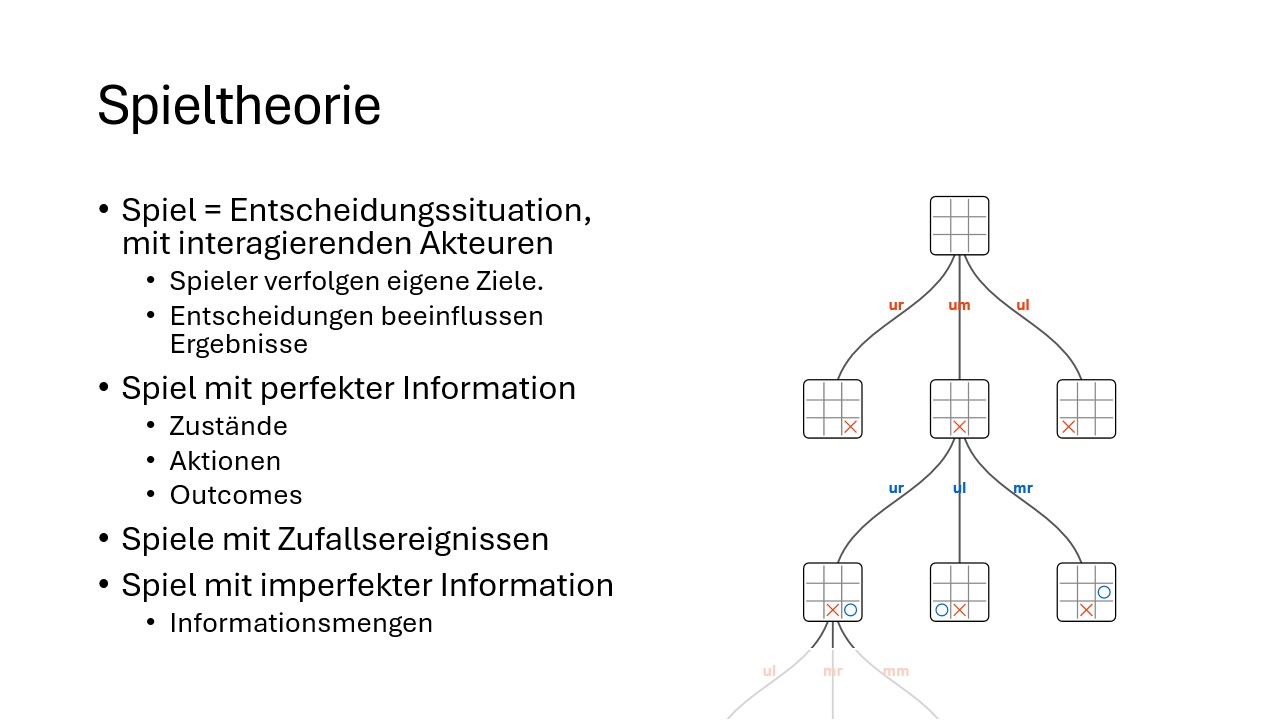 Spieltheorie
• Spiel = Entscheidungssituation,
mit interagierenden Akteuren
• Spieler verfolgen eigene Ziele.
• Entscheidungen beeinflussen
Ergebnisse
• Spiel mit perfekter Information
• Zustände
• Aktionen
• Outcomes
• Spiele mit Zufallsereignissen
• Spiel mit imperfekter Information
• Informationsmengen
ur um ul
ur ul mr
ul mr mm